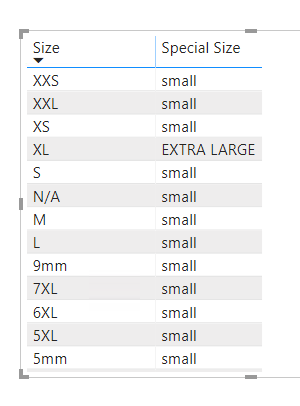 Size Special Size
XXS small
XXL small
XS small
XL EXTRA LARGE
S small
N/A small
M small
L small
9mm small
7XL small
6XL small
5XL small
5mm small